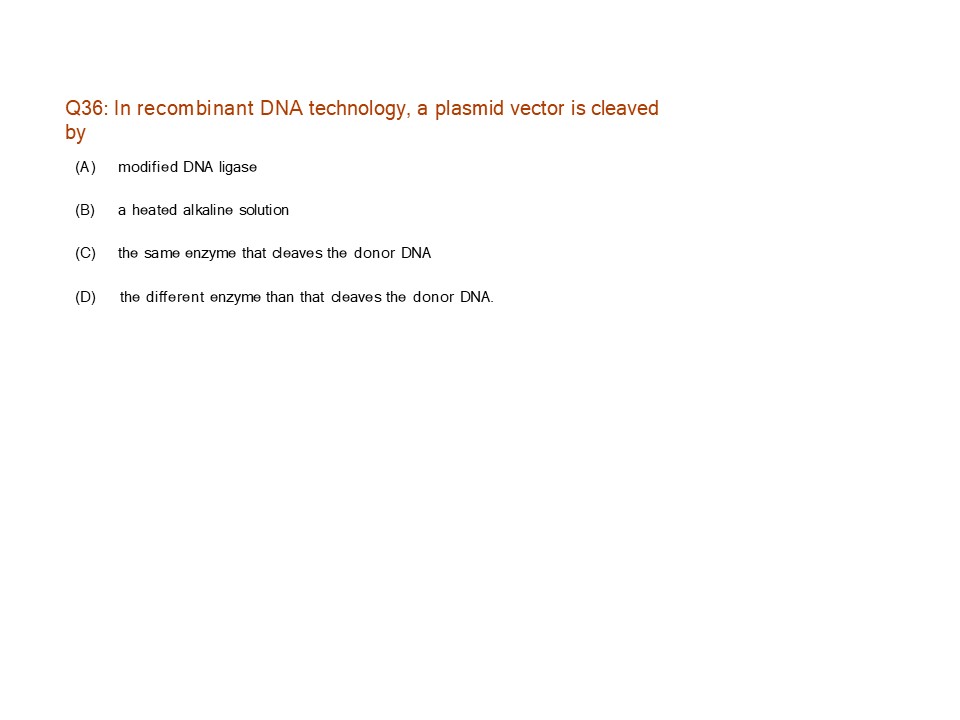 Q36: In recombinant DNA technology, a plasmid vector is cleaved
by
(A) modified DNA ligase
(B) a heated alkaline solution
(C) the same enzyme that cleaves the donor DNA
(D) the different enzyme than that cleaves the donor DNA.